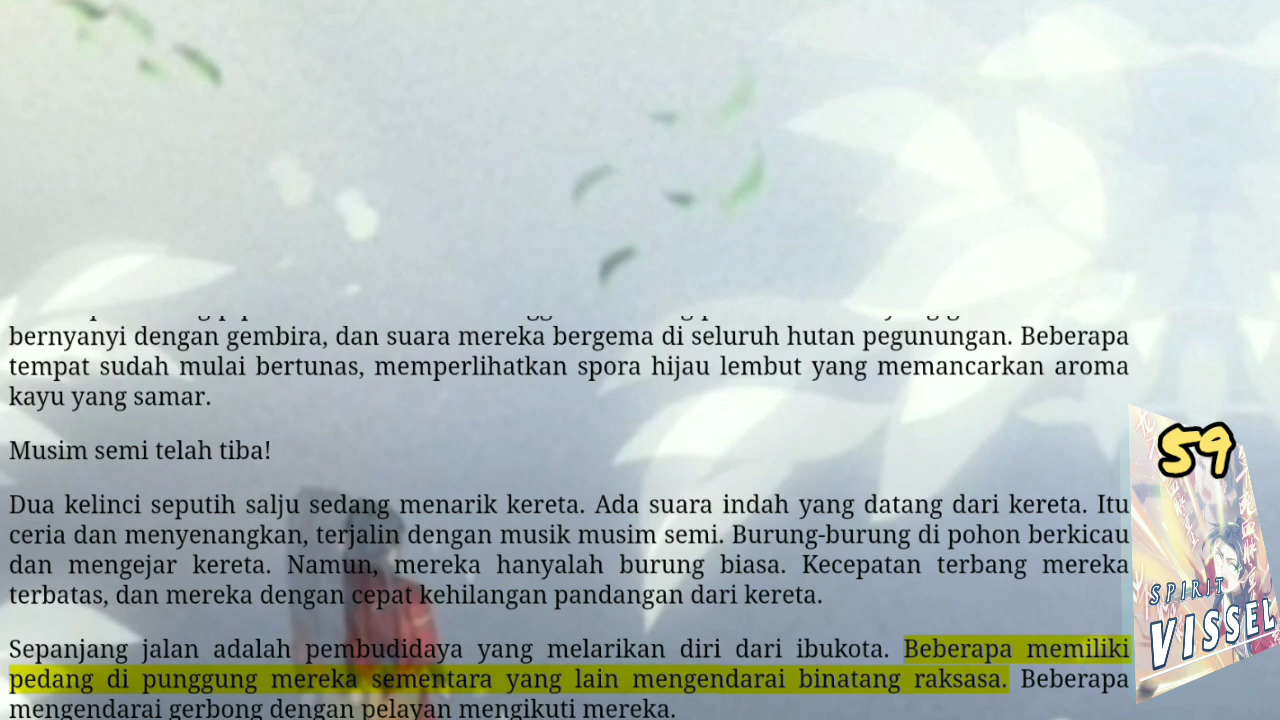 bernyanyi dengan gembira, dan suara mereka bergema di seluruh hutan pegunungan. Beberapa
tempat sudah mulai bertunas, memperlihatkan spora hijau lembut yang memancarkan aroma
kayu yang samar.
Musim semi telah tiba!
Dua kelinci seputih salju sedang menarik kereta. Ada suara indah yang datang dari kereta. Itu
ceria dan menyenangkan, terjalin dengan musik musim semi. Burung-burung di pohon berkicau
dan mengejar kereta. Namun, mereka hanyalah burung biasa. Kecepatan terbang mereka
terbatas, dan mereka dengan cepat kehilangan pandangan dari kereta.
Sepanjang jalan adalah pembudidaya yang melarikan diri dari ibukota. Beberapa memiliki
pedang di punggung mereka sementara yang lain mengendarai binatang raksasa. Beberapa
mengendarai gerbong dengan pelayan mengikuti mereka.
59
SPIRIT
VISSEL